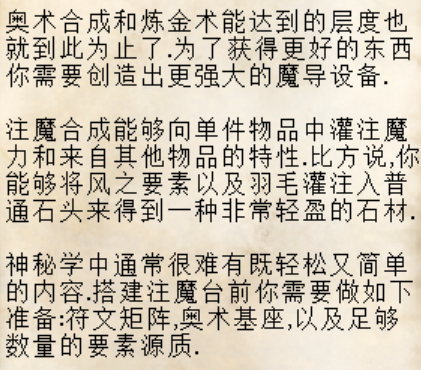 奥术合成和炼金术能达到的层度也
就到此为止了.为了获得更好的东西
你需要创造出更强大的魔导设备.
注魔合成能够向单件物品中灌注魔
力和来自其他物品的特性.比方说,你
能够将风之要素以及羽毛灌注入普
通石头来得到一种非常轻盈的石材.
神秘学中通常很难有既轻松又简单
的内容.搭建注魔台前你需要做如下
准备:符文矩阵,奥术基座,以及足够
数量的要素源质.